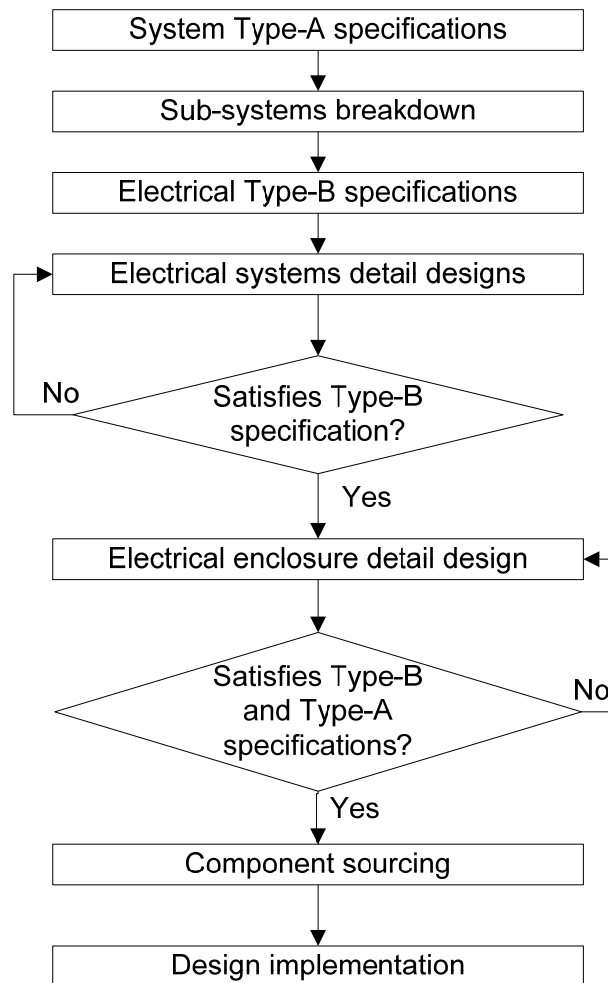 System Type-A specifications
Sub-systems breakdown
Electrical Type-B specifications
Electrical systems detail designs
No
Satisfies Type-B
specification?
Yes
Electrical enclosure detail design
Satisfies Type-B
and Type-A
specifications?
No
Yes
Component sourcing
Design implementation